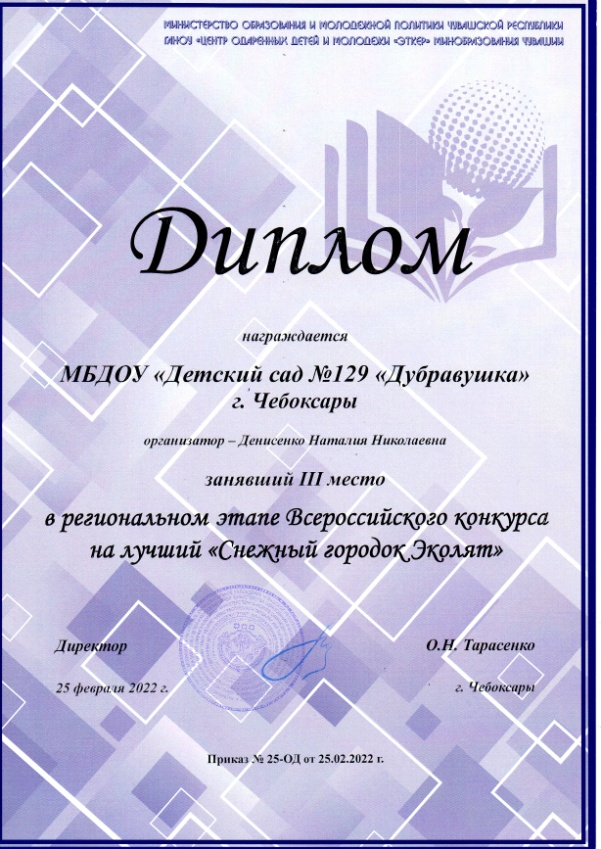 МИНИСТЕРСТВО ОБРАЗОВАНИЯ И МОЛОДЕЖНОЙ ПОЛИТИКИ ЧУВАШСКОЙ РЕСПУБЛИКИ
ГАНОУ «ЦЕНТР ОДАРЕННЫХ ДЕТЕЙ И МОЛОДЕЖИ «ЭТКЕР» МИНОБРАЗОВАНИЯ ЧУВАШИИ
Диплом
награждается
МБДОУ «Детский сад №129 «Дубравушка»
г. Чебоксары
организатор – Денисенко Наталия Николаевна
занявший III место
в региональном этапе Всероссийского конкурса
на лучший «Снежный городок Эколят»
Директор О.Н. Тарасенко
25 февраля 2022 г. г. Чебоксары
Приказ № 25-ОД от 25.02.2022 г.